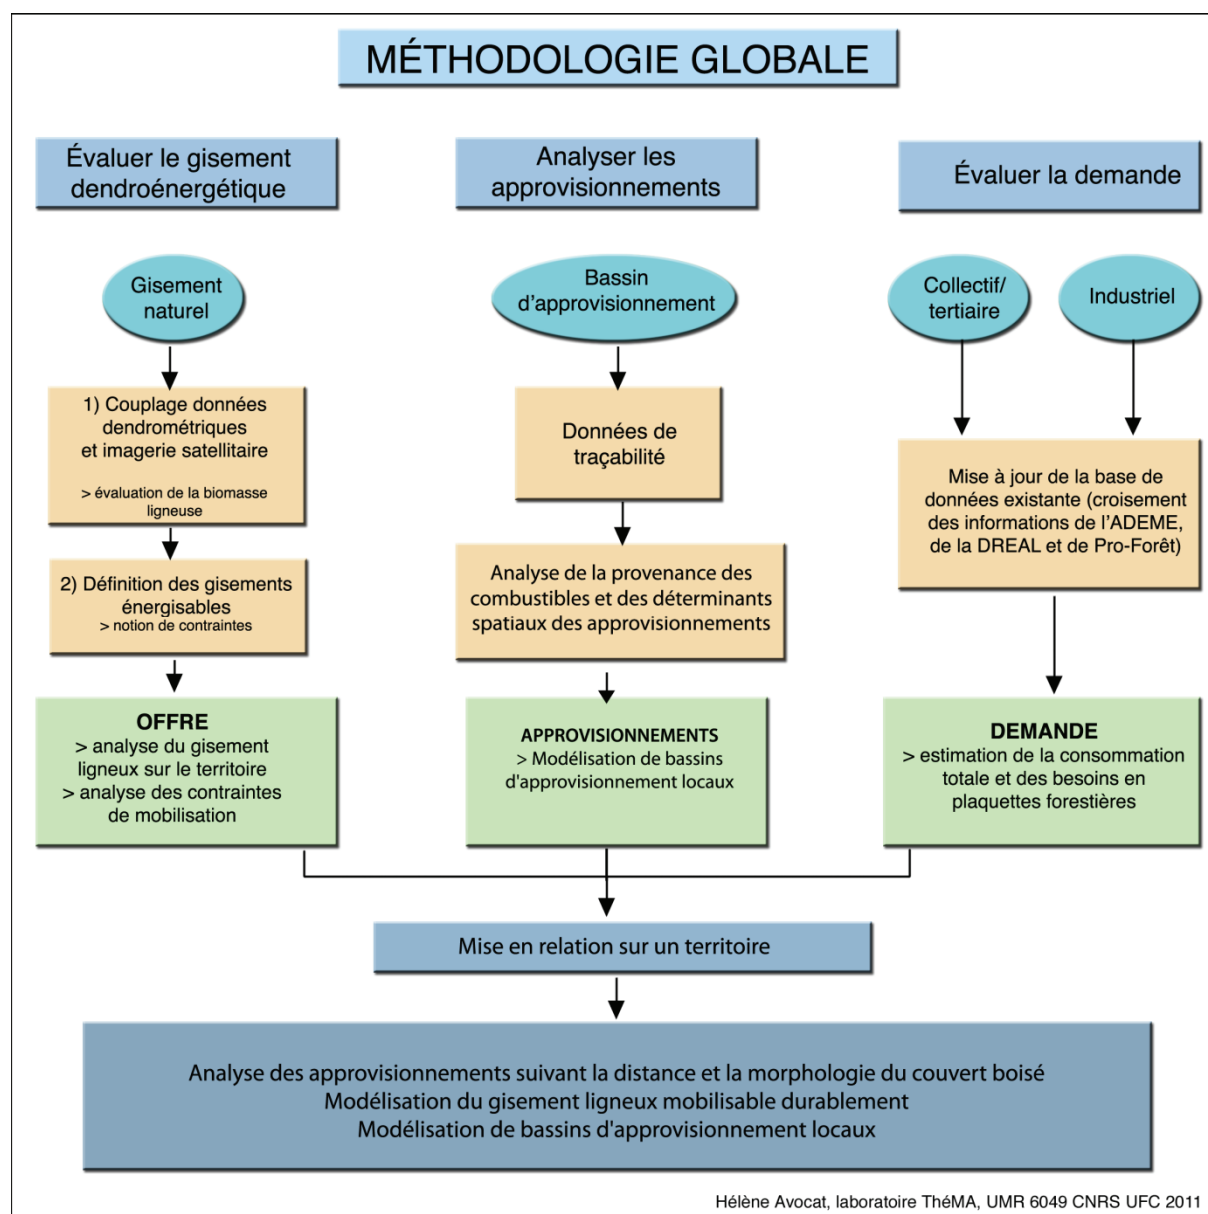 MÉTHODOLOGIE GLOBALE
Évaluer le gisement
dendroénergétique
Analyser les
approvisionnements
Évaluer la demande
Gisement
naturel
Bassin
d'approvisionnement
Collectif/
tertiaire
Industriel
1) Couplage données
dendrométriques
et imagerie satellitaire
> évaluation de la biomasse
ligneuse
2) Définition des gisements
énergisables
> notion de contraintes
Données de
traçabilité
Analyse de la provenance des
combustibles et des déterminants
spatiaux des approvisionnements
Mise à jour de la base de
données existante (croisement
des informations de l'ADEME,
de la DREAL et de Pro-Forêt)
OFFRE
> analyse du gisement
ligneux sur le territoire
> analyse des contraintes
de mobilisation
APPROVISIONNEMENTS
> Modélisation de bassins
d'approvisionnement locaux
DEMANDE
> estimation de la consommation
totale et des besoins en
plaquettes forestières
Mise en relation sur un territoire
Analyse des approvisionnements suivant la distance et la morphologie du couvert boisé
Modélisation du gisement ligneux mobilisable durablement
Modélisation de bassins d'approvisionnement locaux
Hélène Avocat, laboratoire ThéMA, UMR 6049 CNRS UFC 2011